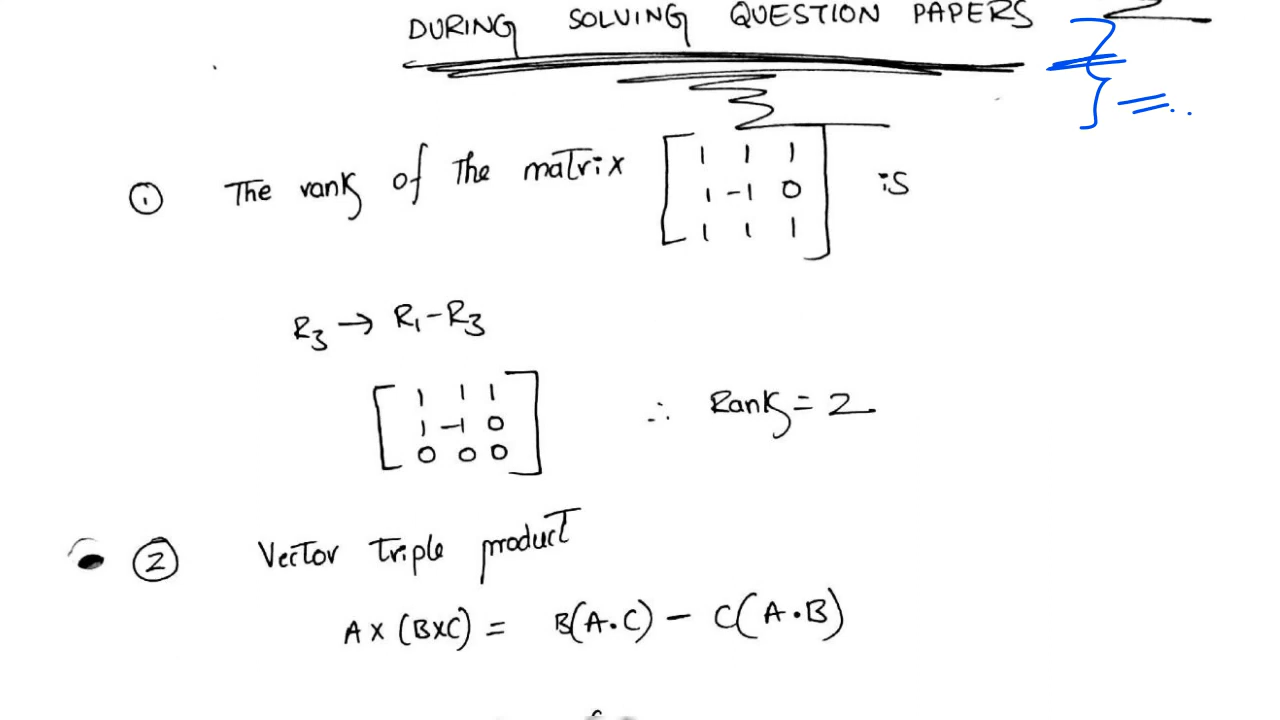 DURING SOLVING QUESTION PAPERS
① The rank of the matrix [ 1 1 1 is
1 -1 0
1 1 1 ]
R₃ → R₁-R₃
[ 1 1 1
1 -1 0
0 0 0 ] ∴ Rank = 2
② Vector triple product
A × (B×C) = B(A.C) - C(A.B)